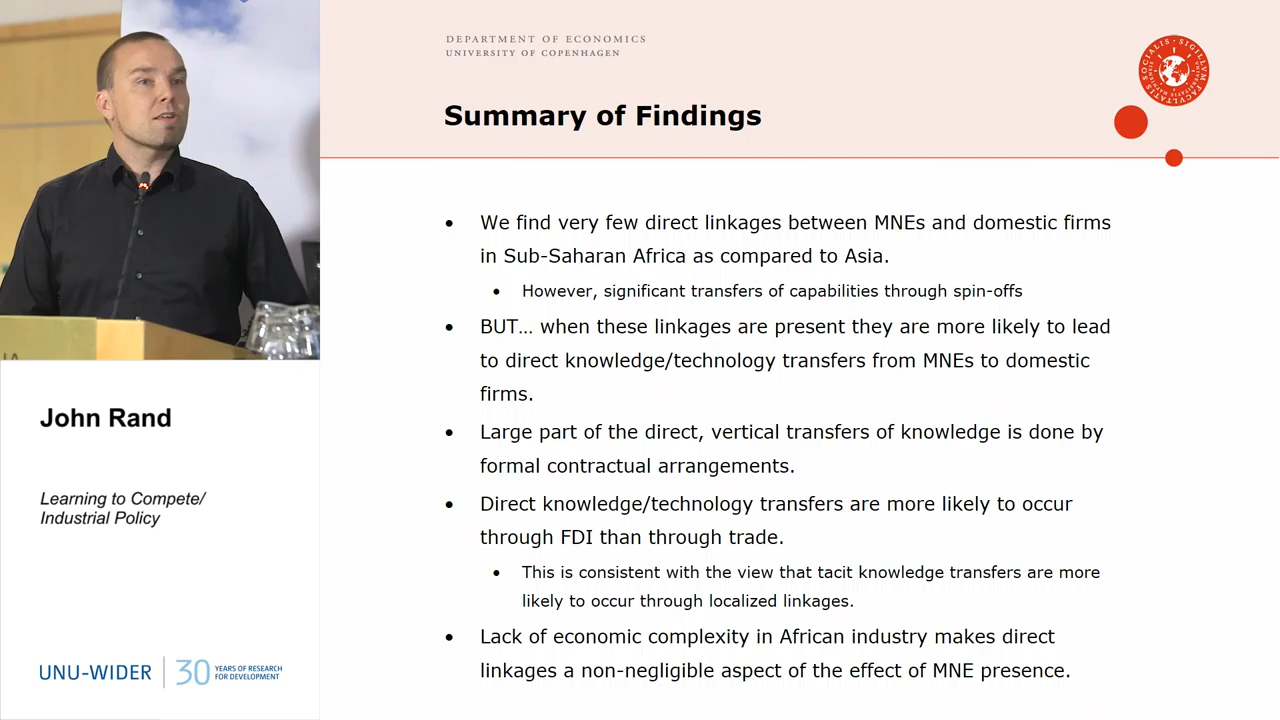 DEPARTMENT OF ECONOMICS
UNIVERSITY OF COPENHAGEN
Summary of Findings
• We find very few direct linkages between MNEs and domestic firms
in Sub-Saharan Africa as compared to Asia.
• However, significant transfers of capabilities through spin-offs
• BUT… when these linkages are present they are more likely to lead
to direct knowledge/technology transfers from MNEs to domestic
firms.
• Large part of the direct, vertical transfers of knowledge is done by
formal contractual arrangements.
• Direct knowledge/technology transfers are more likely to occur
through FDI than through trade.
• This is consistent with the view that tacit knowledge transfers are more
likely to occur through localized linkages.
• Lack of economic complexity in African industry makes direct
linkages a non-negligible aspect of the effect of MNE presence.
John Rand
Learning to Compete/
Industrial Policy
UNU-WIDER
30 YEARS OF RESEARCH
FOR DEVELOPMENT